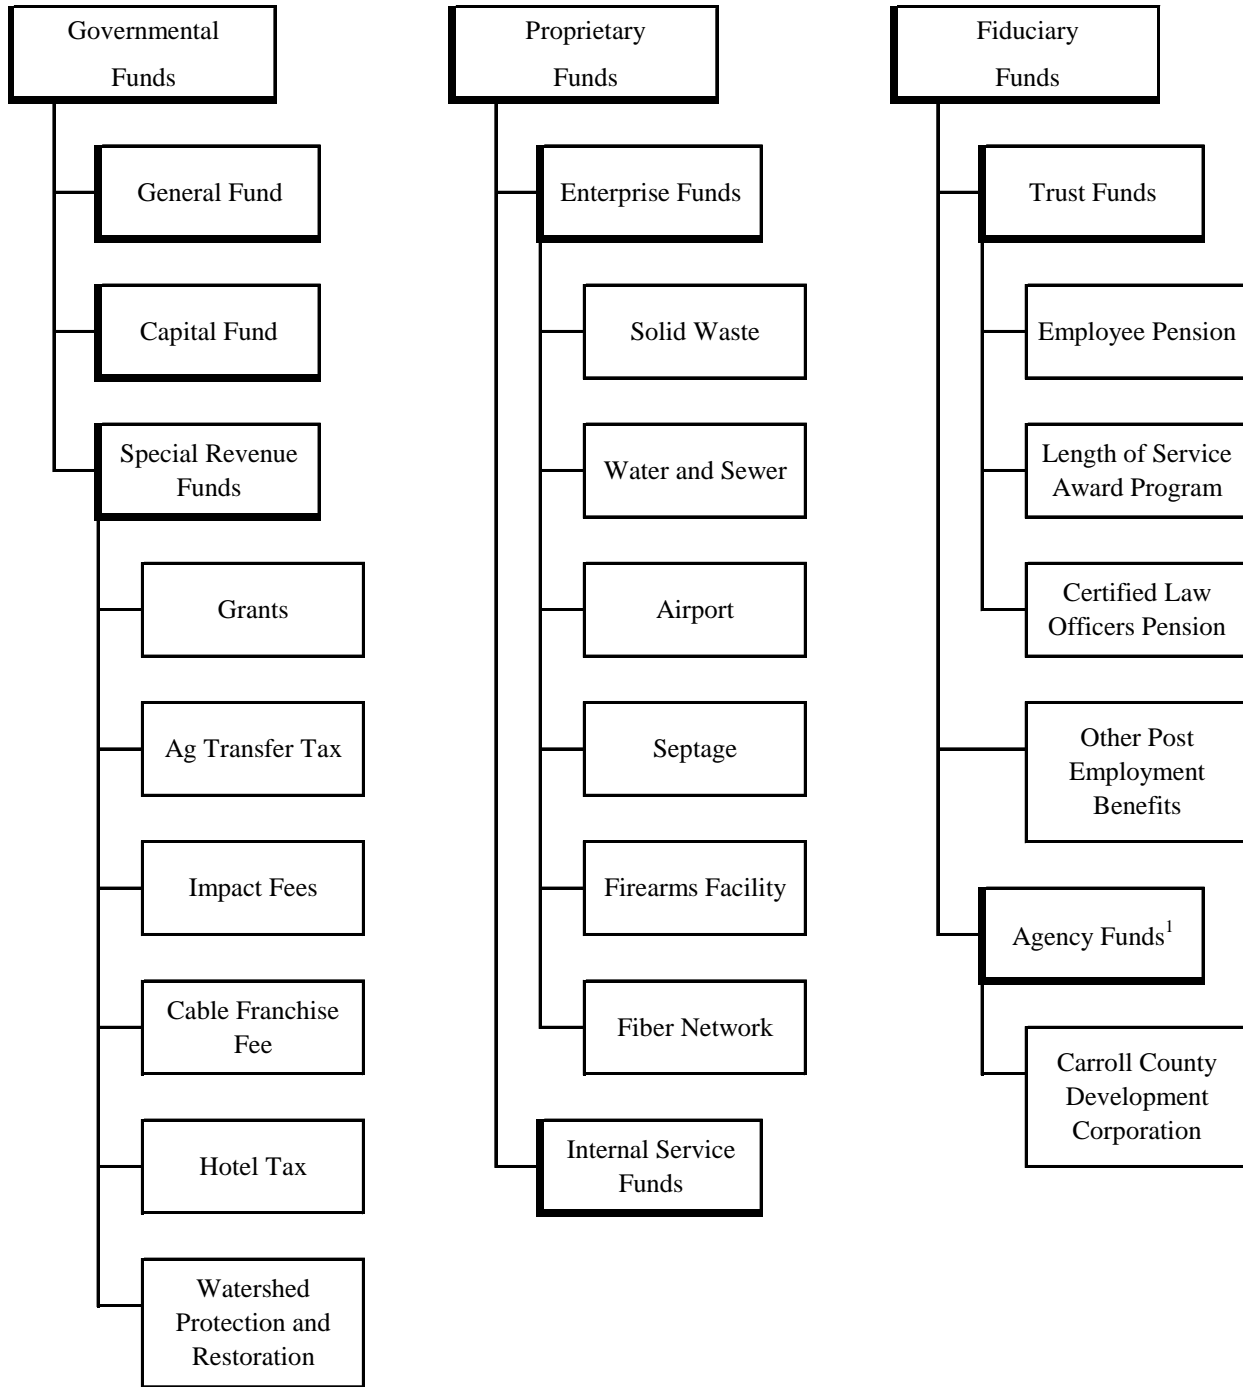 Governmental
Funds
General Fund
Capital Fund
Special Revenue
Funds
Grants
Ag Transfer Tax
Impact Fees
Cable Franchise
Fee
Hotel Tax
Watershed
Protection and
Restoration
Proprietary
Funds
Enterprise Funds
Solid Waste
Water and Sewer
Airport
Septage
Firearms Facility
Fiber Network
Internal Service
Funds
Fiduciary
Funds
Trust Funds
Employee Pension
Length of Service
Award Program
Certified Law
Officers Pension
Other Post
Employment
Benefits
Agency Funds¹
Carroll County
Development
Corporation